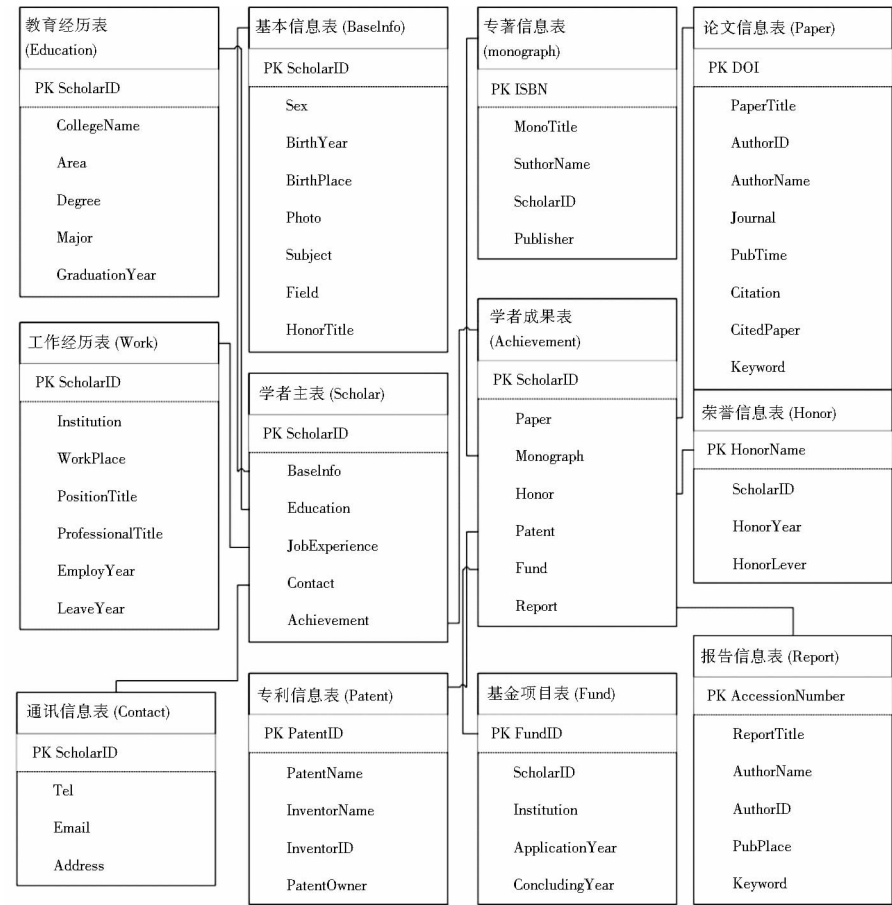 教育经历表
(Education)
PK ScholarID
CollegeName
Area
Degree
Major
GraduationYear
基本信息表 (BaseInfo)
PK ScholarID
Sex
BirthYear
BirthPlace
Photo
Subject
Field
HonorTitle
专著信息表
(monograph)
PK ISBN
MonoTitle
SuthorName
ScholarID
Publisher
论文信息表 (Paper)
PK DOI
PaperTitle
AuthorID
AuthorName
Journal
PubTime
Citation
CitedPaper
Keyword
工作经历表 (Work)
PK ScholarID
Institution
WorkPlace
PositionTitle
ProfessionalTitle
EmployYear
LeaveYear
学者主表 (Scholar)
PK ScholarID
BaseInfo
Education
JobExperience
Contact
Achievement
学者成果表
(Achievement)
PK ScholarID
Paper
Monograph
Honor
Patent
Fund
Report
荣誉信息表 (Honor)
PK HonorName
ScholarID
HonorYear
HonorLever
通讯信息表 (Contact)
PK ScholarID
Tel
Email
Address
专利信息表 (Patent)
PK PatentID
PatentName
InventorName
InventorID
PatentOwner
基金项目表 (Fund)
PK FundID
ScholarID
Institution
ApplicationYear
ConcludingYear
报告信息表 (Report)
PK AccessionNumber
ReportTitle
AuthorName
AuthorID
PubPlace
Keyword